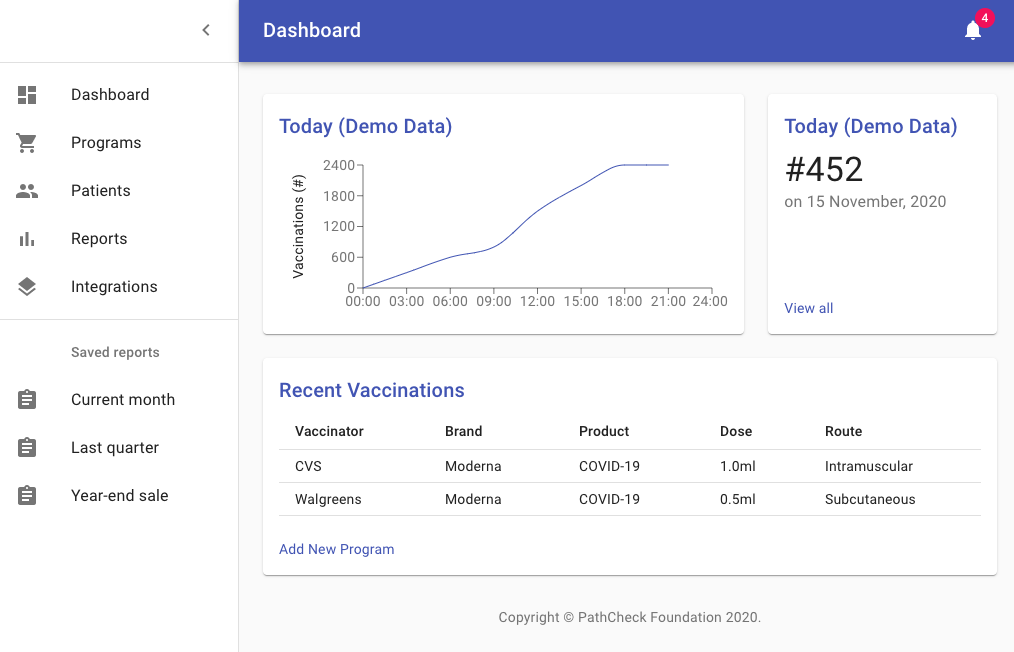 Dashboard
4
Dashboard
Programs
Patients
Reports
Integrations
Saved reports
Current month
Last quarter
Year-end sale
Today (Demo Data)
Vaccinations (#)
2400
1800
1200
600
0
00:00 03:00 06:00 09:00 12:00 15:00 18:00 21:00 24:00
Today (Demo Data)
#452
on 15 November, 2020
View all
Recent Vaccinations
Vaccinator Brand Product Dose Route
CVS Moderna COVID-19 1.0ml Intramuscular
Walgreens Moderna COVID-19 0.5ml Subcutaneous
Add New Program
Copyright © PathCheck Foundation 2020.